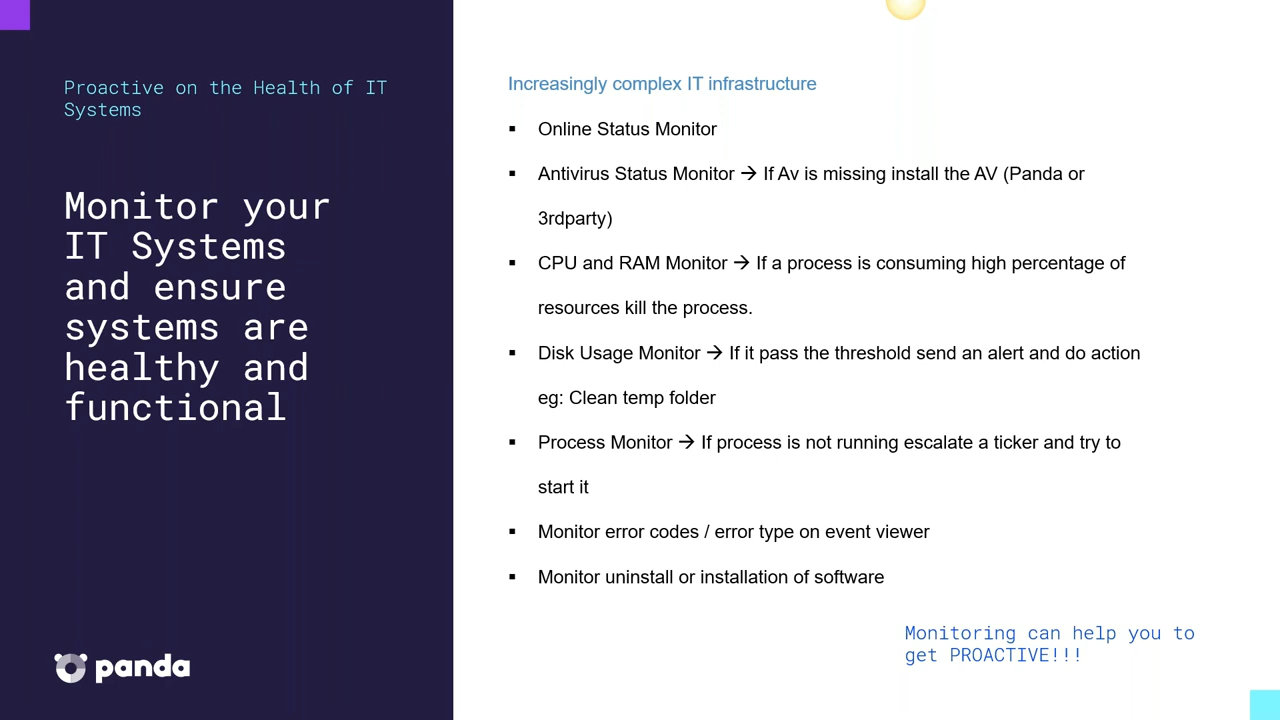 Proactive on the Health of IT
Systems
Monitor your
IT Systems
and ensure
systems are
healthy and
functional
panda
Increasingly complex IT infrastructure
▪ Online Status Monitor
▪ Antivirus Status Monitor → If Av is missing install the AV (Panda or
3rdparty)
▪ CPU and RAM Monitor → If a process is consuming high percentage of
resources kill the process.
▪ Disk Usage Monitor → If it pass the threshold send an alert and do action
eg: Clean temp folder
▪ Process Monitor → If process is not running escalate a ticker and try to
start it
▪ Monitor error codes / error type on event viewer
▪ Monitor uninstall or installation of software
Monitoring can help you to
get PROACTIVE!!!